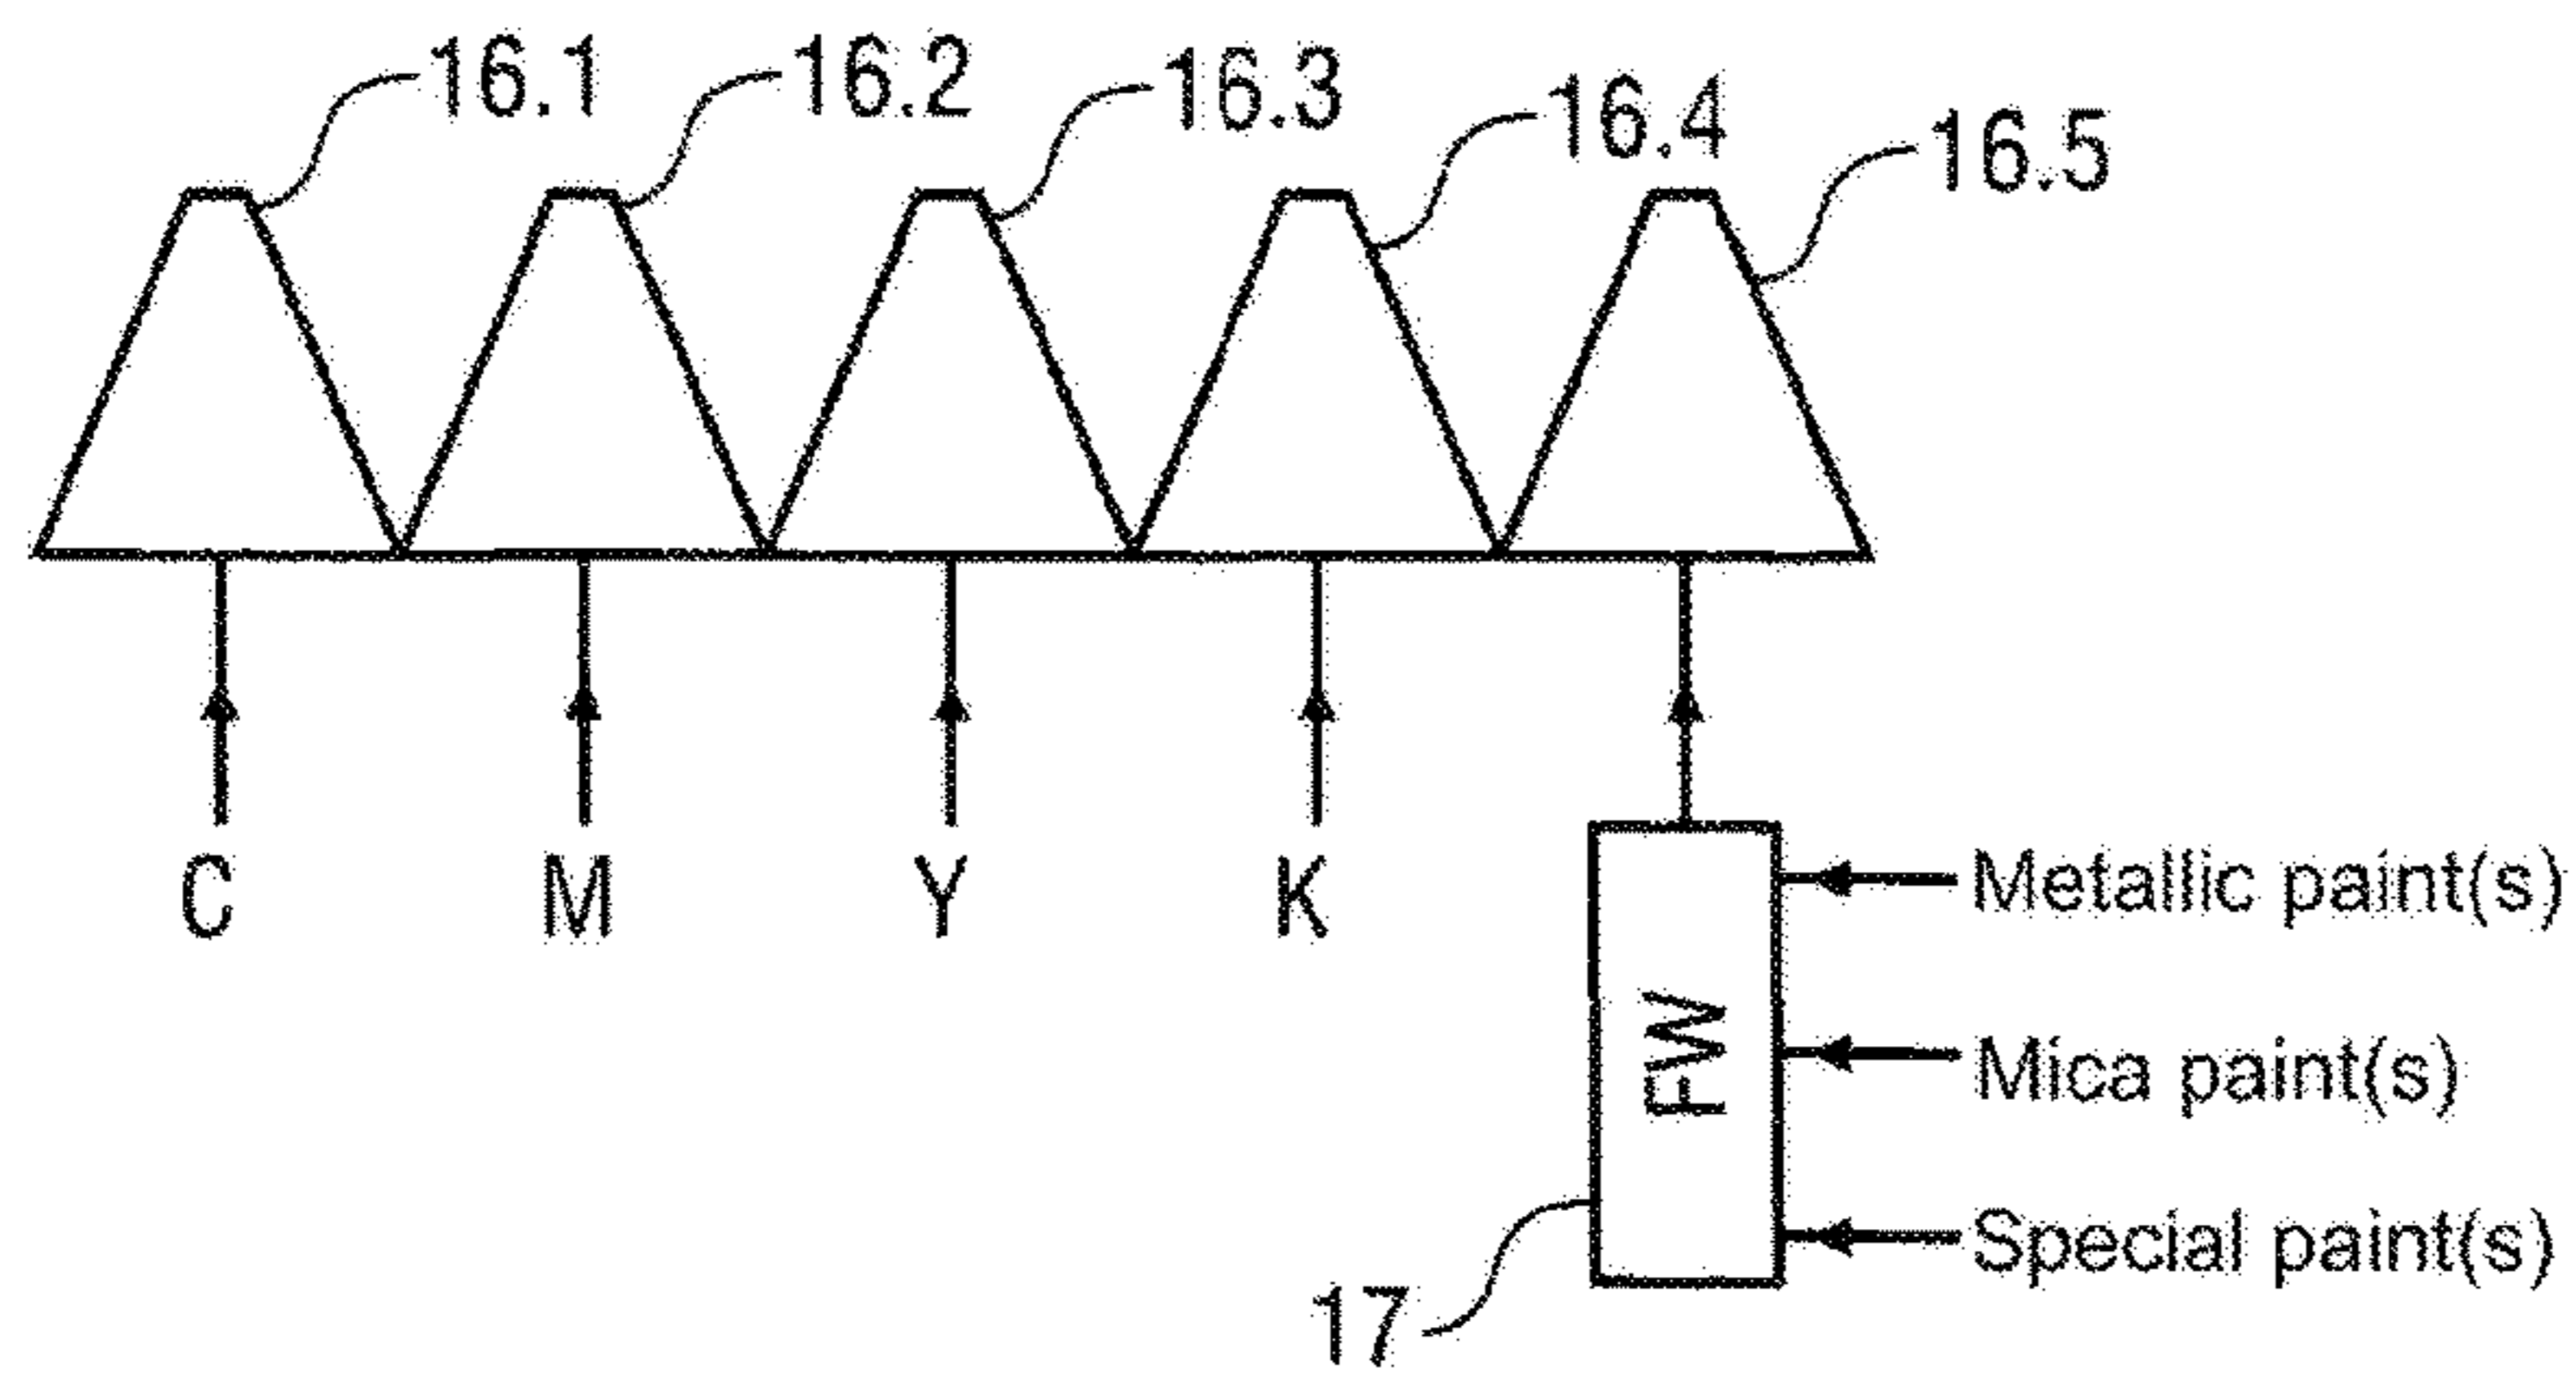 16.1 16.2 16.3 16.4 16.5
C M Y K
FW
Metallic paint(s)
Mica paint(s)
Special paint(s)
17